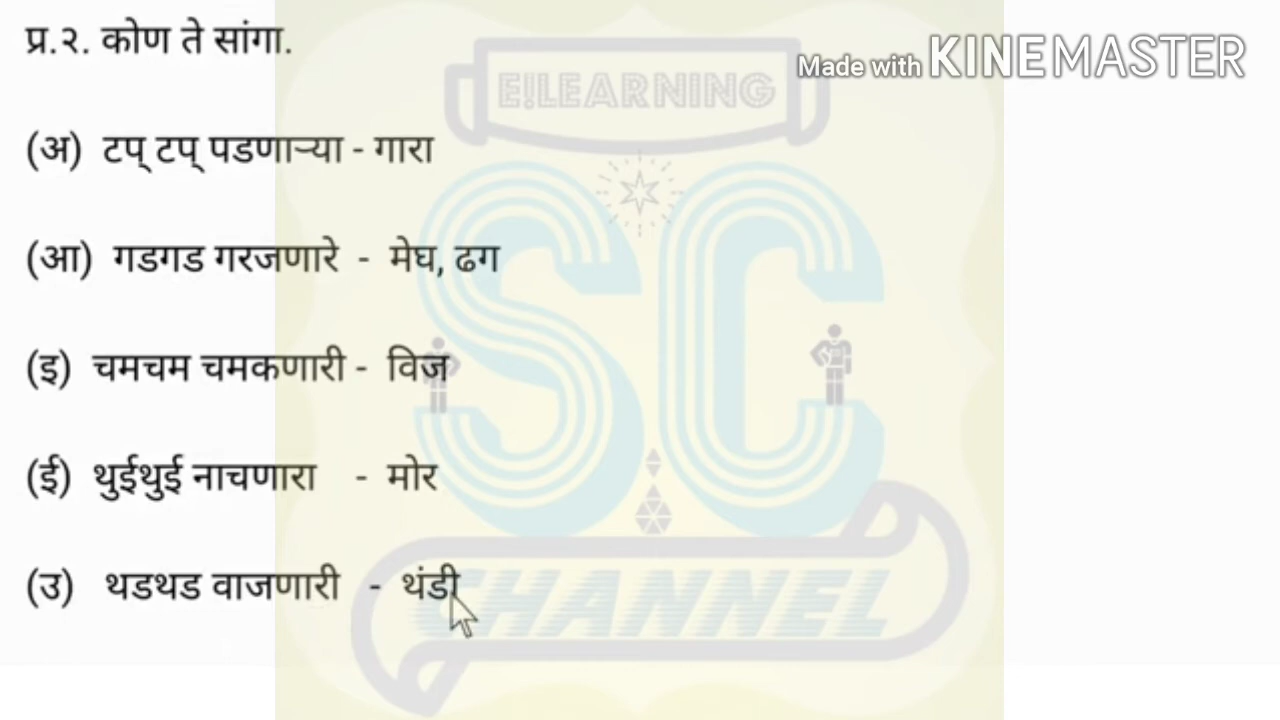 प्र.२. कोण ते सांगा.
Made with KINEMASTER
E!LEARNING
(अ) टप् टप् पडणाऱ्या - गारा
SC
(आ) गडगड गरजणारे - मेघ, ढग
(इ) चमचम चमकणारी - विज
(ई) थुईथुई नाचणारा - मोर
(उ) थडथड वाजणारी - थंडी
CHANNEL